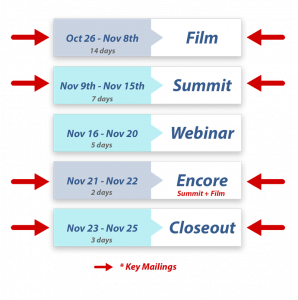 Oct 26 - Nov 8th
14 days
Film
Nov 9th - Nov 15th
7 days
Summit
Nov 16 - Nov 20
5 days
Webinar
Nov 21 - Nov 22
2 days
Encore
Summit + Film
Nov 23 - Nov 25
3 days
Closeout
* Key Mailings